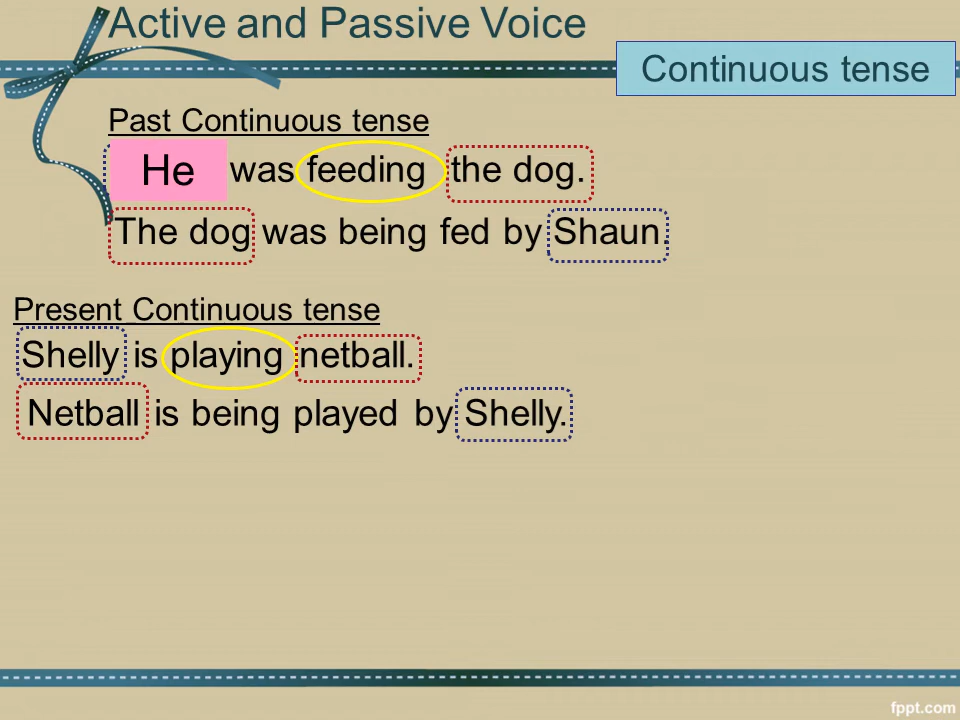 Active and Passive Voice
Continuous tense
Past Continuous tense
He was feeding the dog.
The dog was being fed by Shaun.
Present Continuous tense
Shelly is playing netball.
Netball is being played by Shelly.
fppt.com